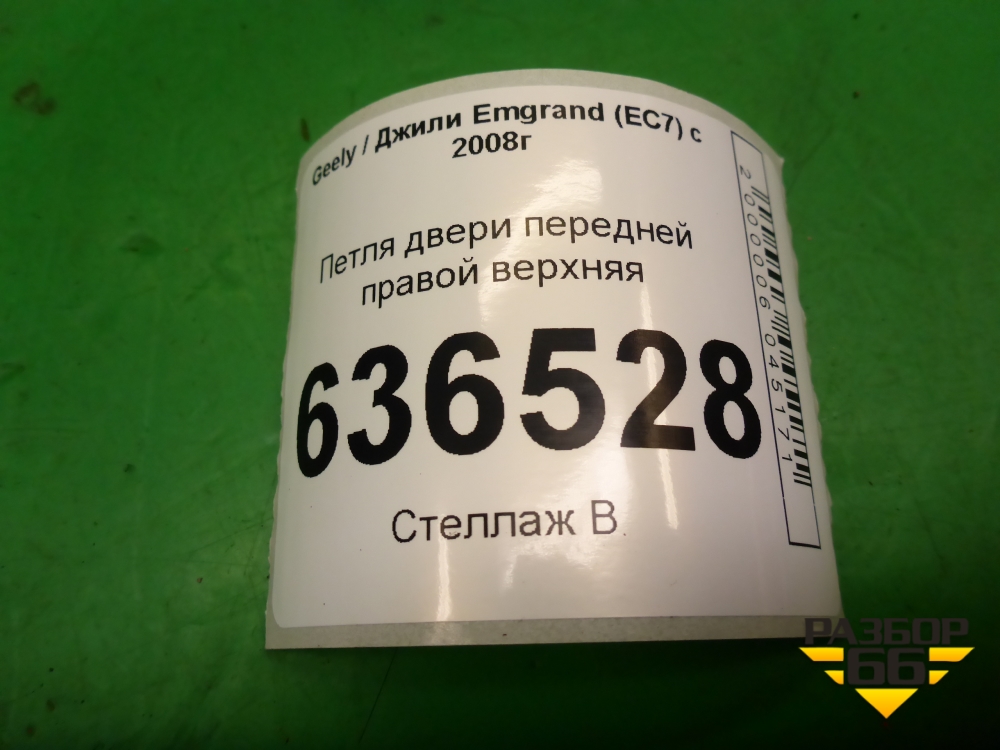 Geely / Джили Emgrand (EC7) с
2008г
Петля двери передней
правой верхняя
636528
Стеллаж В
2000006045171
РАЗБОР
66